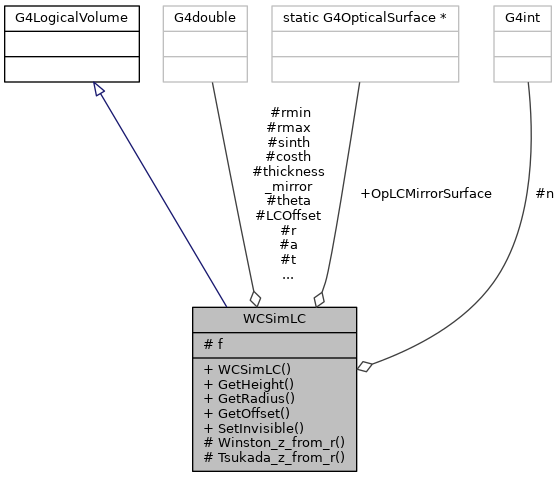 G4LogicalVolume
G4double
static G4OpticalSurface *
G4int
#rmin
#rmax
#sinth
#costh
#thickness
_mirror
#theta
#LCOffset
#r
#a
#t
...
+OpLCMirrorSurface
#n
WCSimLC
# f
+ WCSimLC()
+ GetHeight()
+ GetRadius()
+ GetOffset()
+ SetInvisible()
# Winston_z_from_r()
# Tsukada_z_from_r()